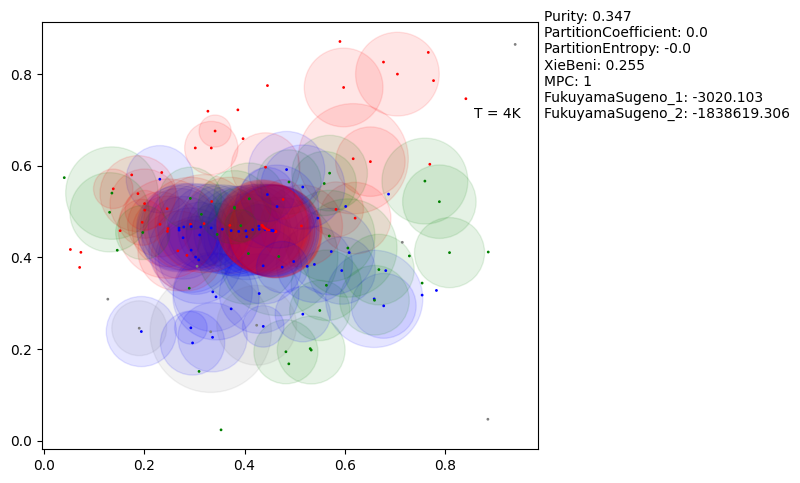 Purity: 0.347
PartitionCoefficient: 0.0
PartitionEntropy: -0.0
XieBeni: 0.255
MPC: 1
FukuyamaSugeno_1: -3020.103
FukuyamaSugeno_2: -1838619.306
T = 4K
0.8
0.6
0.4
0.2
0.0
0.0 0.2 0.4 0.6 0.8